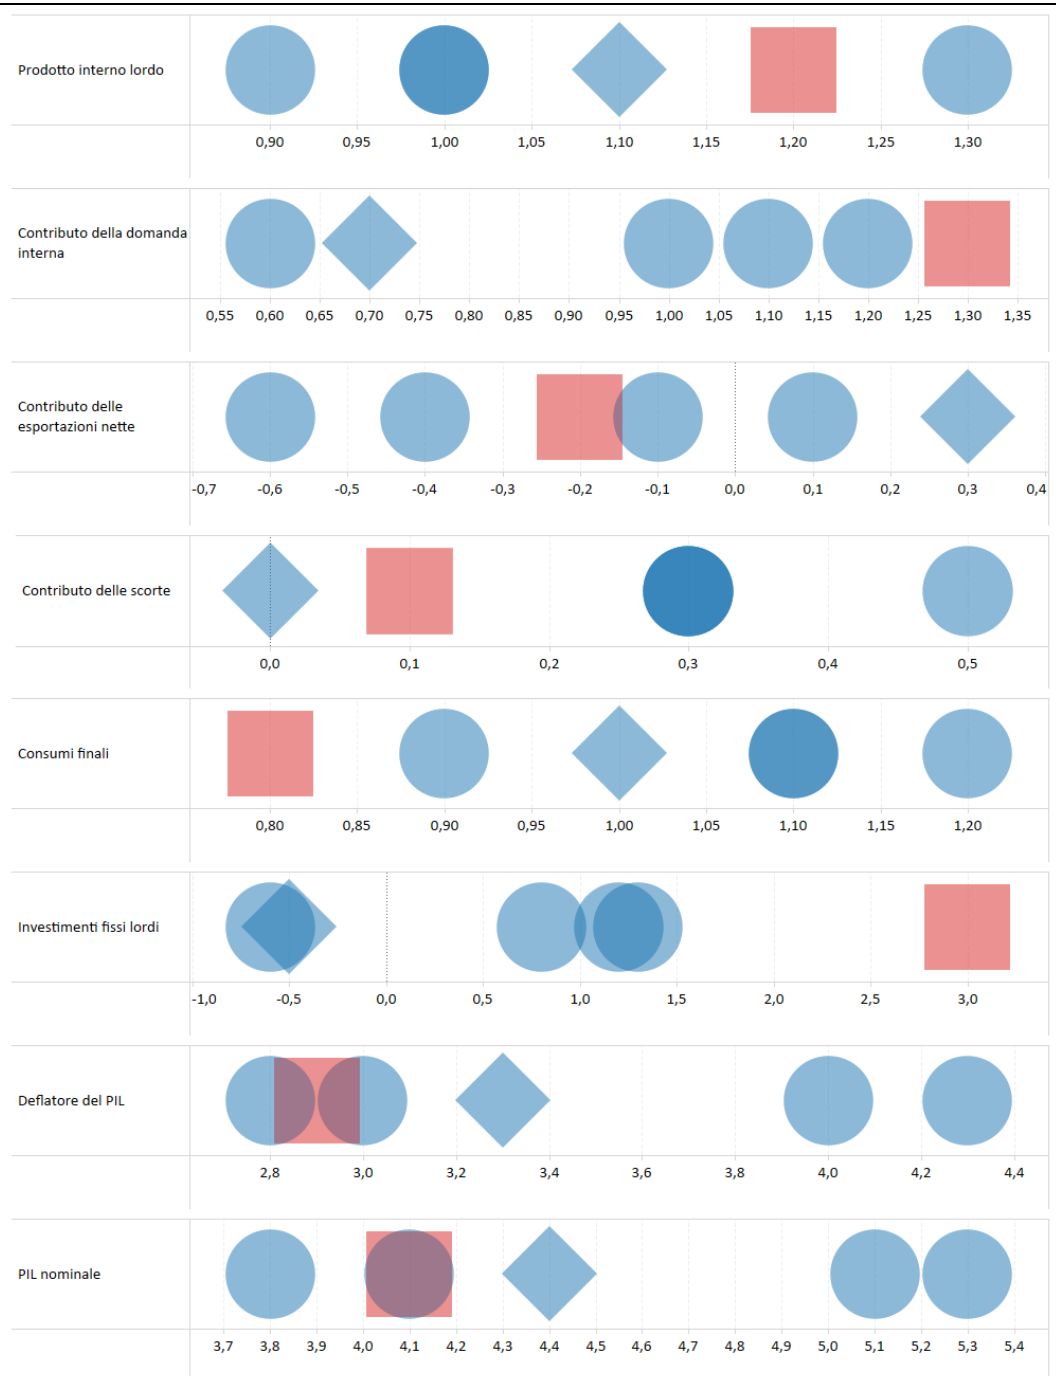 Prodotto interno lordo
0,90 0,95 1,00 1,05 1,10 1,15 1,20 1,25 1,30
Contributo della domanda
interna
0,55 0,60 0,65 0,70 0,75 0,80 0,85 0,90 0,95 1,00 1,05 1,10 1,15 1,20 1,25 1,30 1,35
Contributo delle
esportazioni nette
-0,7 -0,6 -0,5 -0,4 -0,3 -0,2 -0,1 0,0 0,1 0,2 0,3 0,4
Contributo delle scorte
0,0 0,1 0,2 0,3 0,4 0,5
Consumi finali
0,80 0,85 0,90 0,95 1,00 1,05 1,10 1,15 1,20
Investimenti fissi lordi
-1,0 -0,5 0,0 0,5 1,0 1,5 2,0 2,5 3,0
Deflatore del PIL
2,8 3,0 3,2 3,4 3,6 3,8 4,0 4,2 4,4
PIL nominale
3,7 3,8 3,9 4,0 4,1 4,2 4,3 4,4 4,5 4,6 4,7 4,8 4,9 5,0 5,1 5,2 5,3 5,4